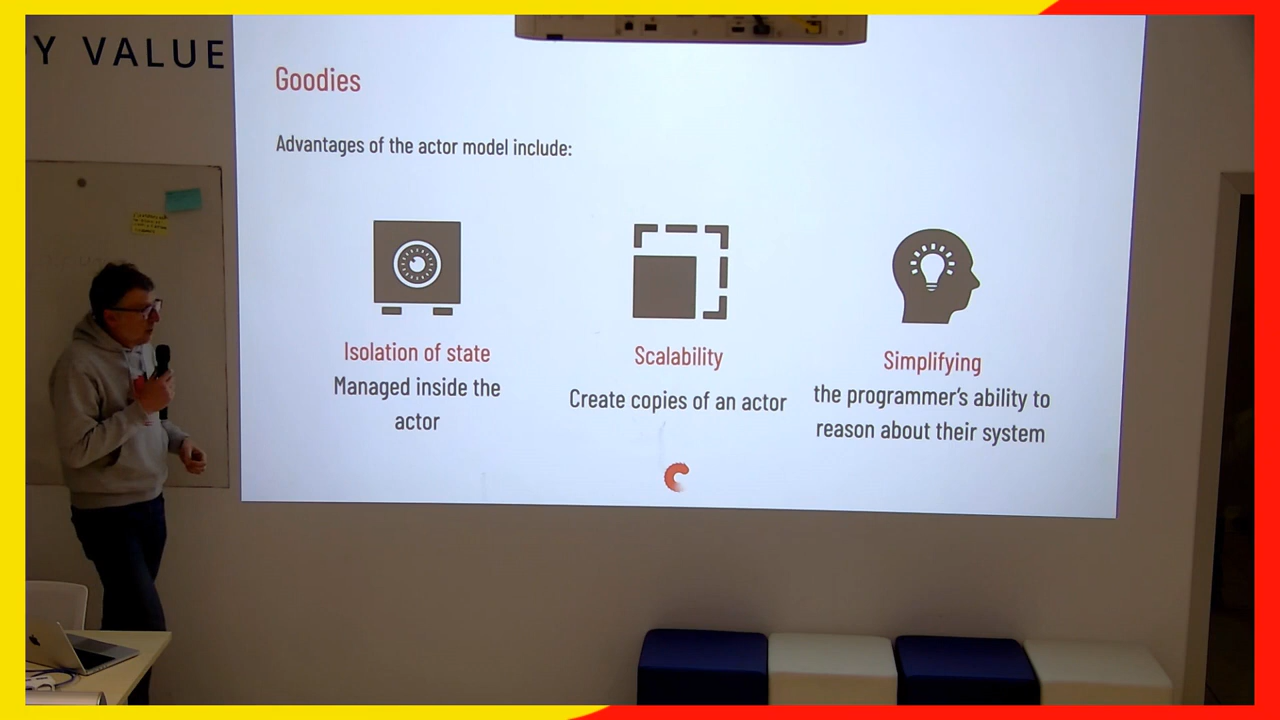 Y VALUE
Goodies
Advantages of the actor model include:
Isolation of state
Managed inside the
actor
Scalability
Create copies of an actor
Simplifying
the programmer's ability to
reason about their system